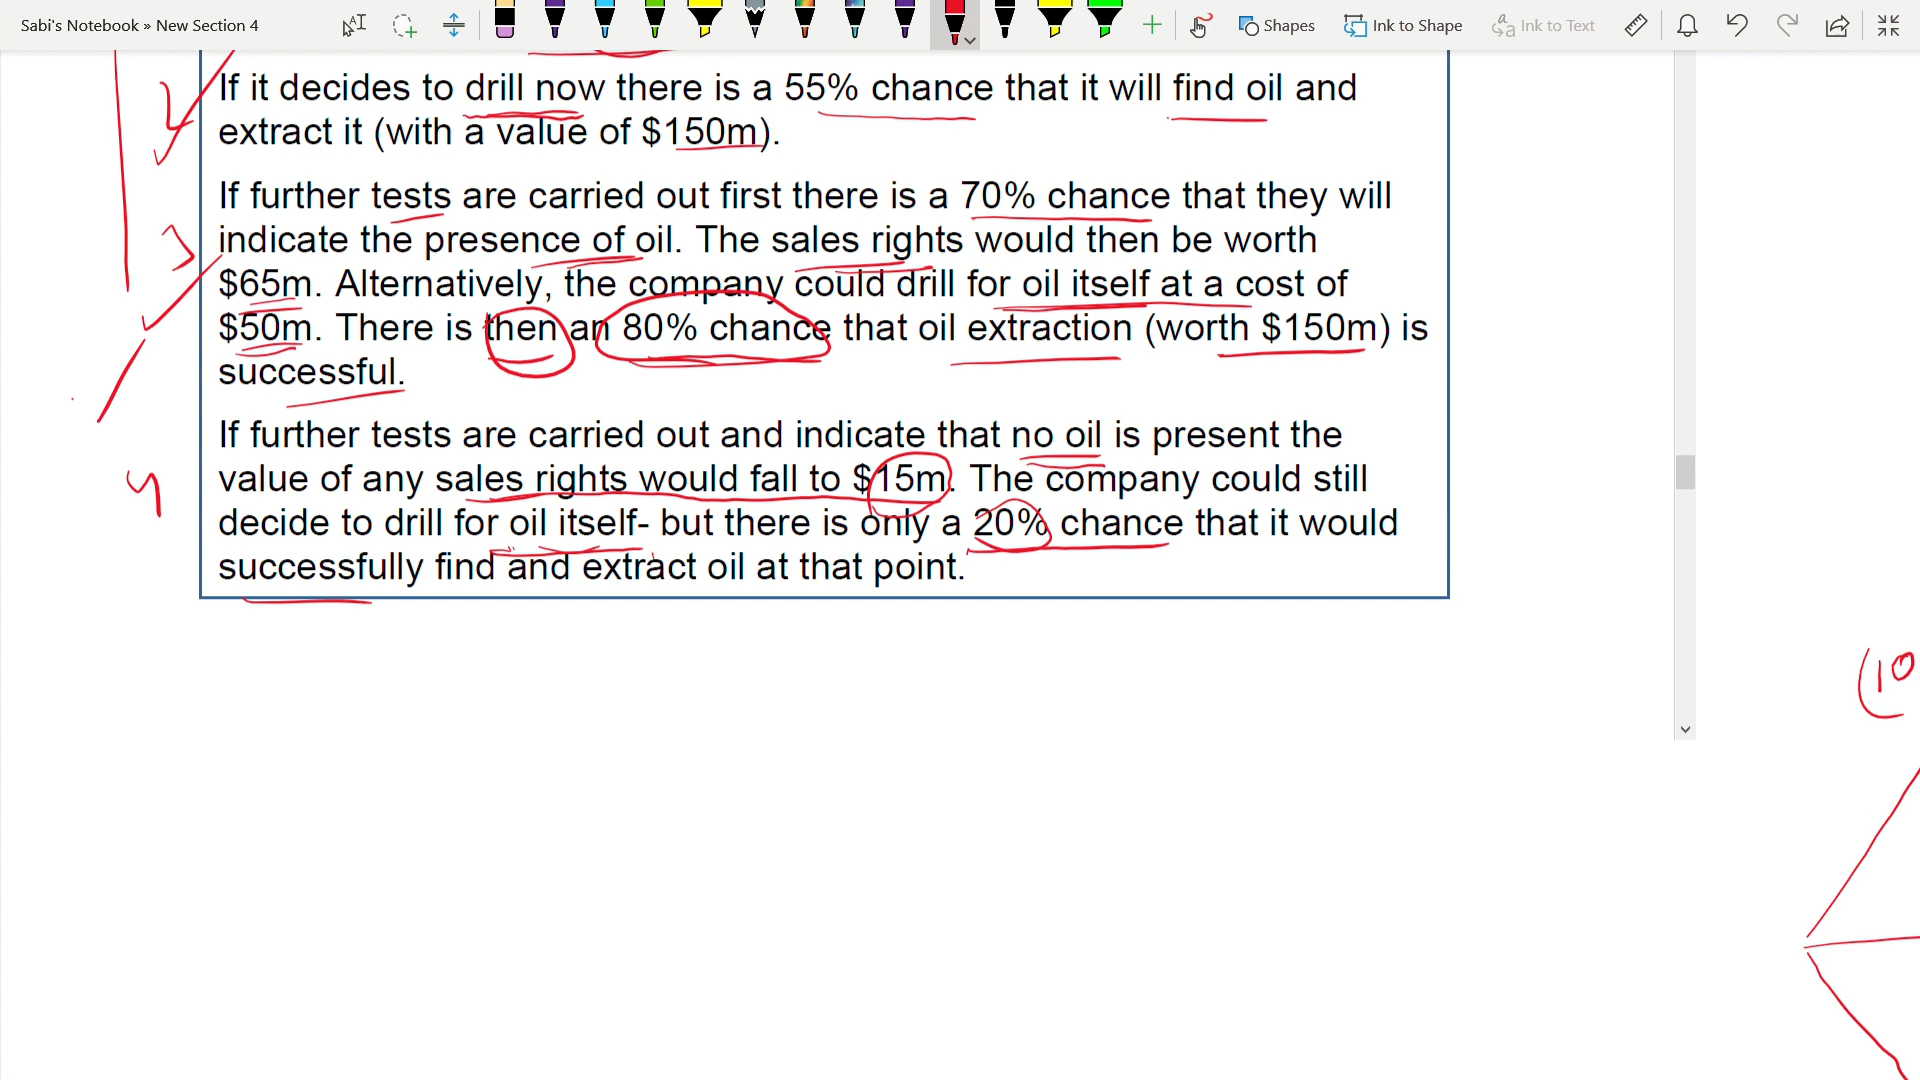 Sabi's Notebook » New Section 4
Shapes
Ink to Shape
Ink to Text
2
If it decides to drill now there is a 55% chance that it will find oil and
extract it (with a value of $150m).
If further tests are carried out first there is a 70% chance that they will
3
indicate the presence of oil. The sales rights would then be worth
$65m. Alternatively, the company could drill for oil itself at a cost of
$50m. There is then an 80% chance that oil extraction (worth $150m) is
successful.
If further tests are carried out and indicate that no oil is present the
4
value of any sales rights would fall to $15m. The company could still
decide to drill for oil itself- but there is only a 20% chance that it would
successfully find and extract oil at that point.
(10